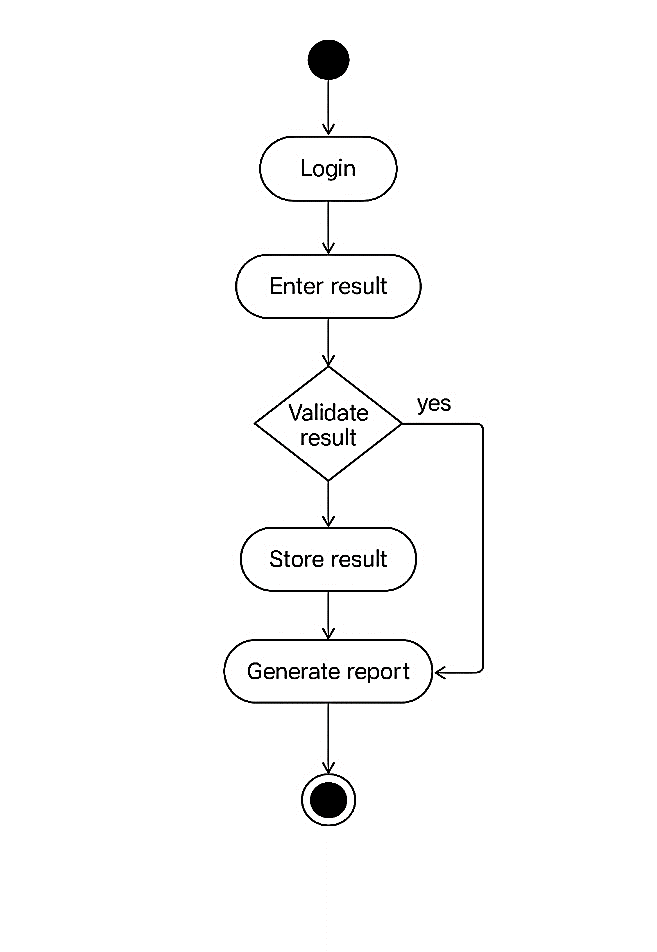 Login
Enter result
Validate
result
yes
Store result
Generate report